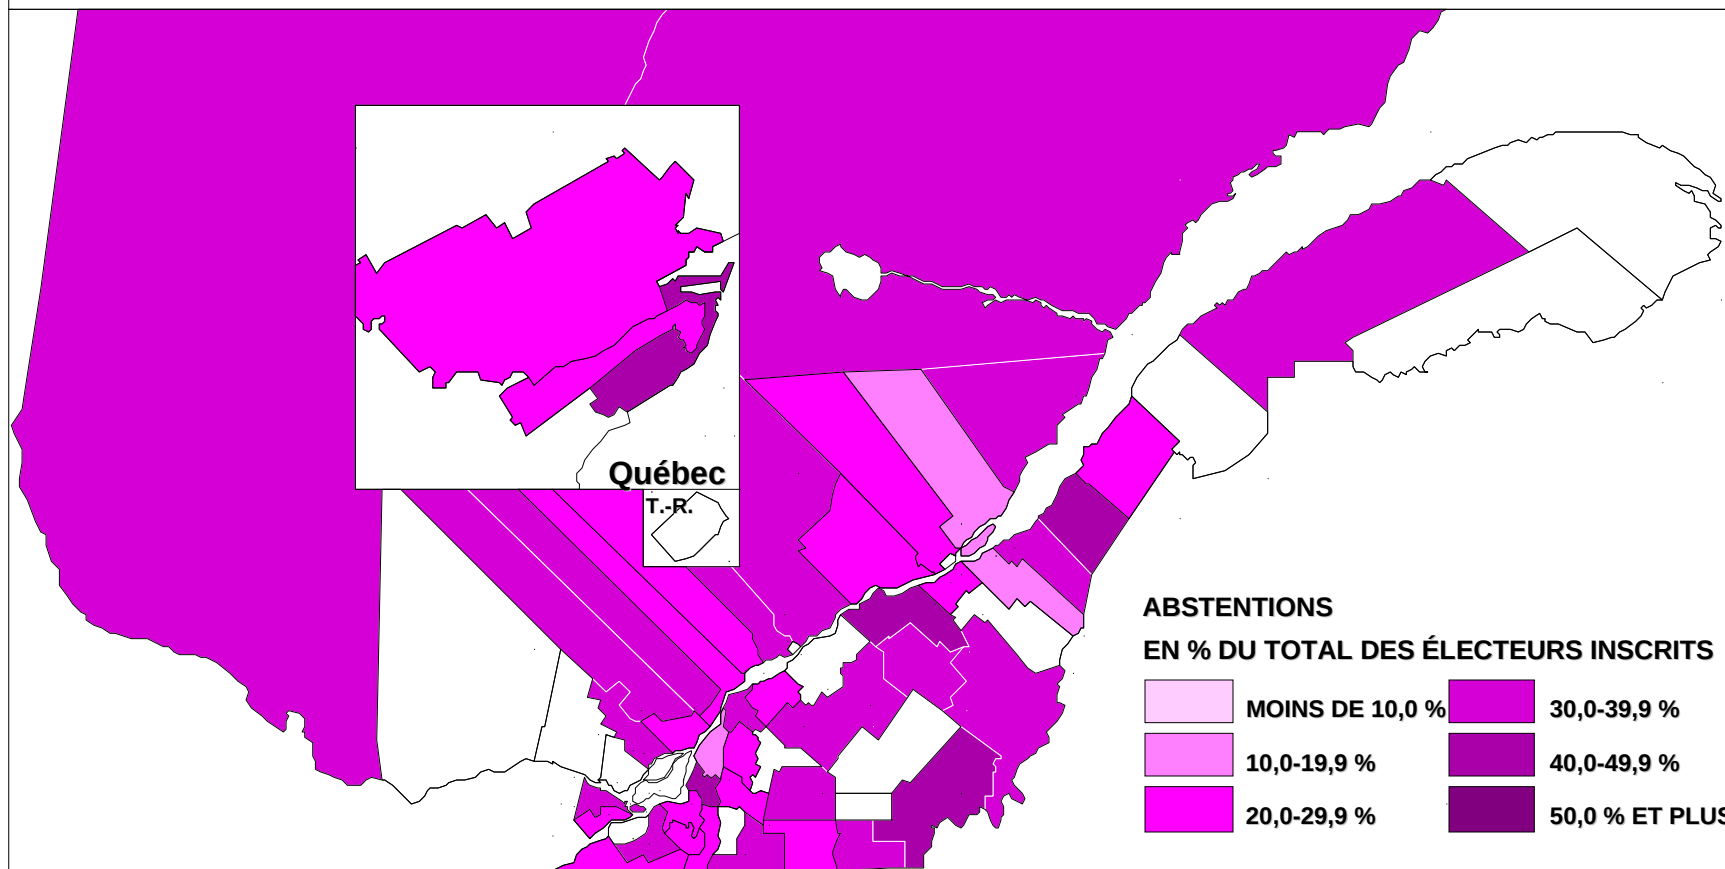 Québec
T.-R.
ABSTENTIONS
EN % DU TOTAL DES ÉLECTEURS INSCRITS
MOINS DE 10,0 %
10,0-19,9 %
20,0-29,9 %
30,0-39,9 %
40,0-49,9 %
50,0 % ET PLUS